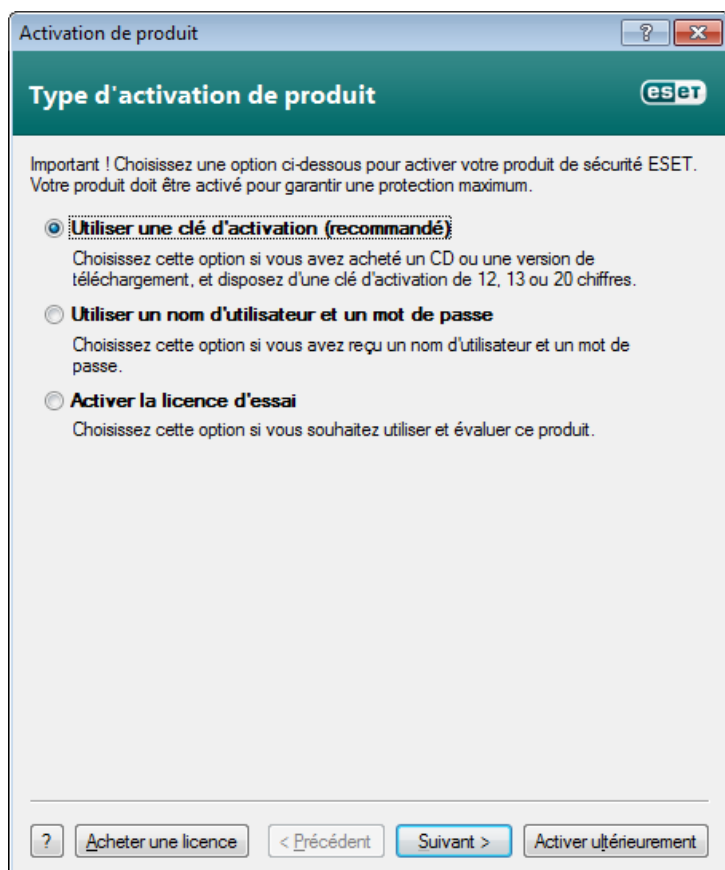 Activation de produit
?
Type d'activation de produit
eset
Important ! Choisissez une option ci-dessous pour activer votre produit de sécurité ESET.
Votre produit doit être activé pour garantir une protection maximum.
Utiliser une clé d'activation (recommandé)
Choisissez cette option si vous avez acheté un CD ou une version de
téléchargement, et disposez d'une clé d'activation de 12, 13 ou 20 chiffres.
Utiliser un nom d'utilisateur et un mot de passe
Choisissez cette option si vous avez reçu un nom d'utilisateur et un mot de
passe.
Activer la licence d'essai
Choisissez cette option si vous souhaitez utiliser et évaluer ce produit.
? Acheter une licence < Précédent Suivant > Activer ultérieurement